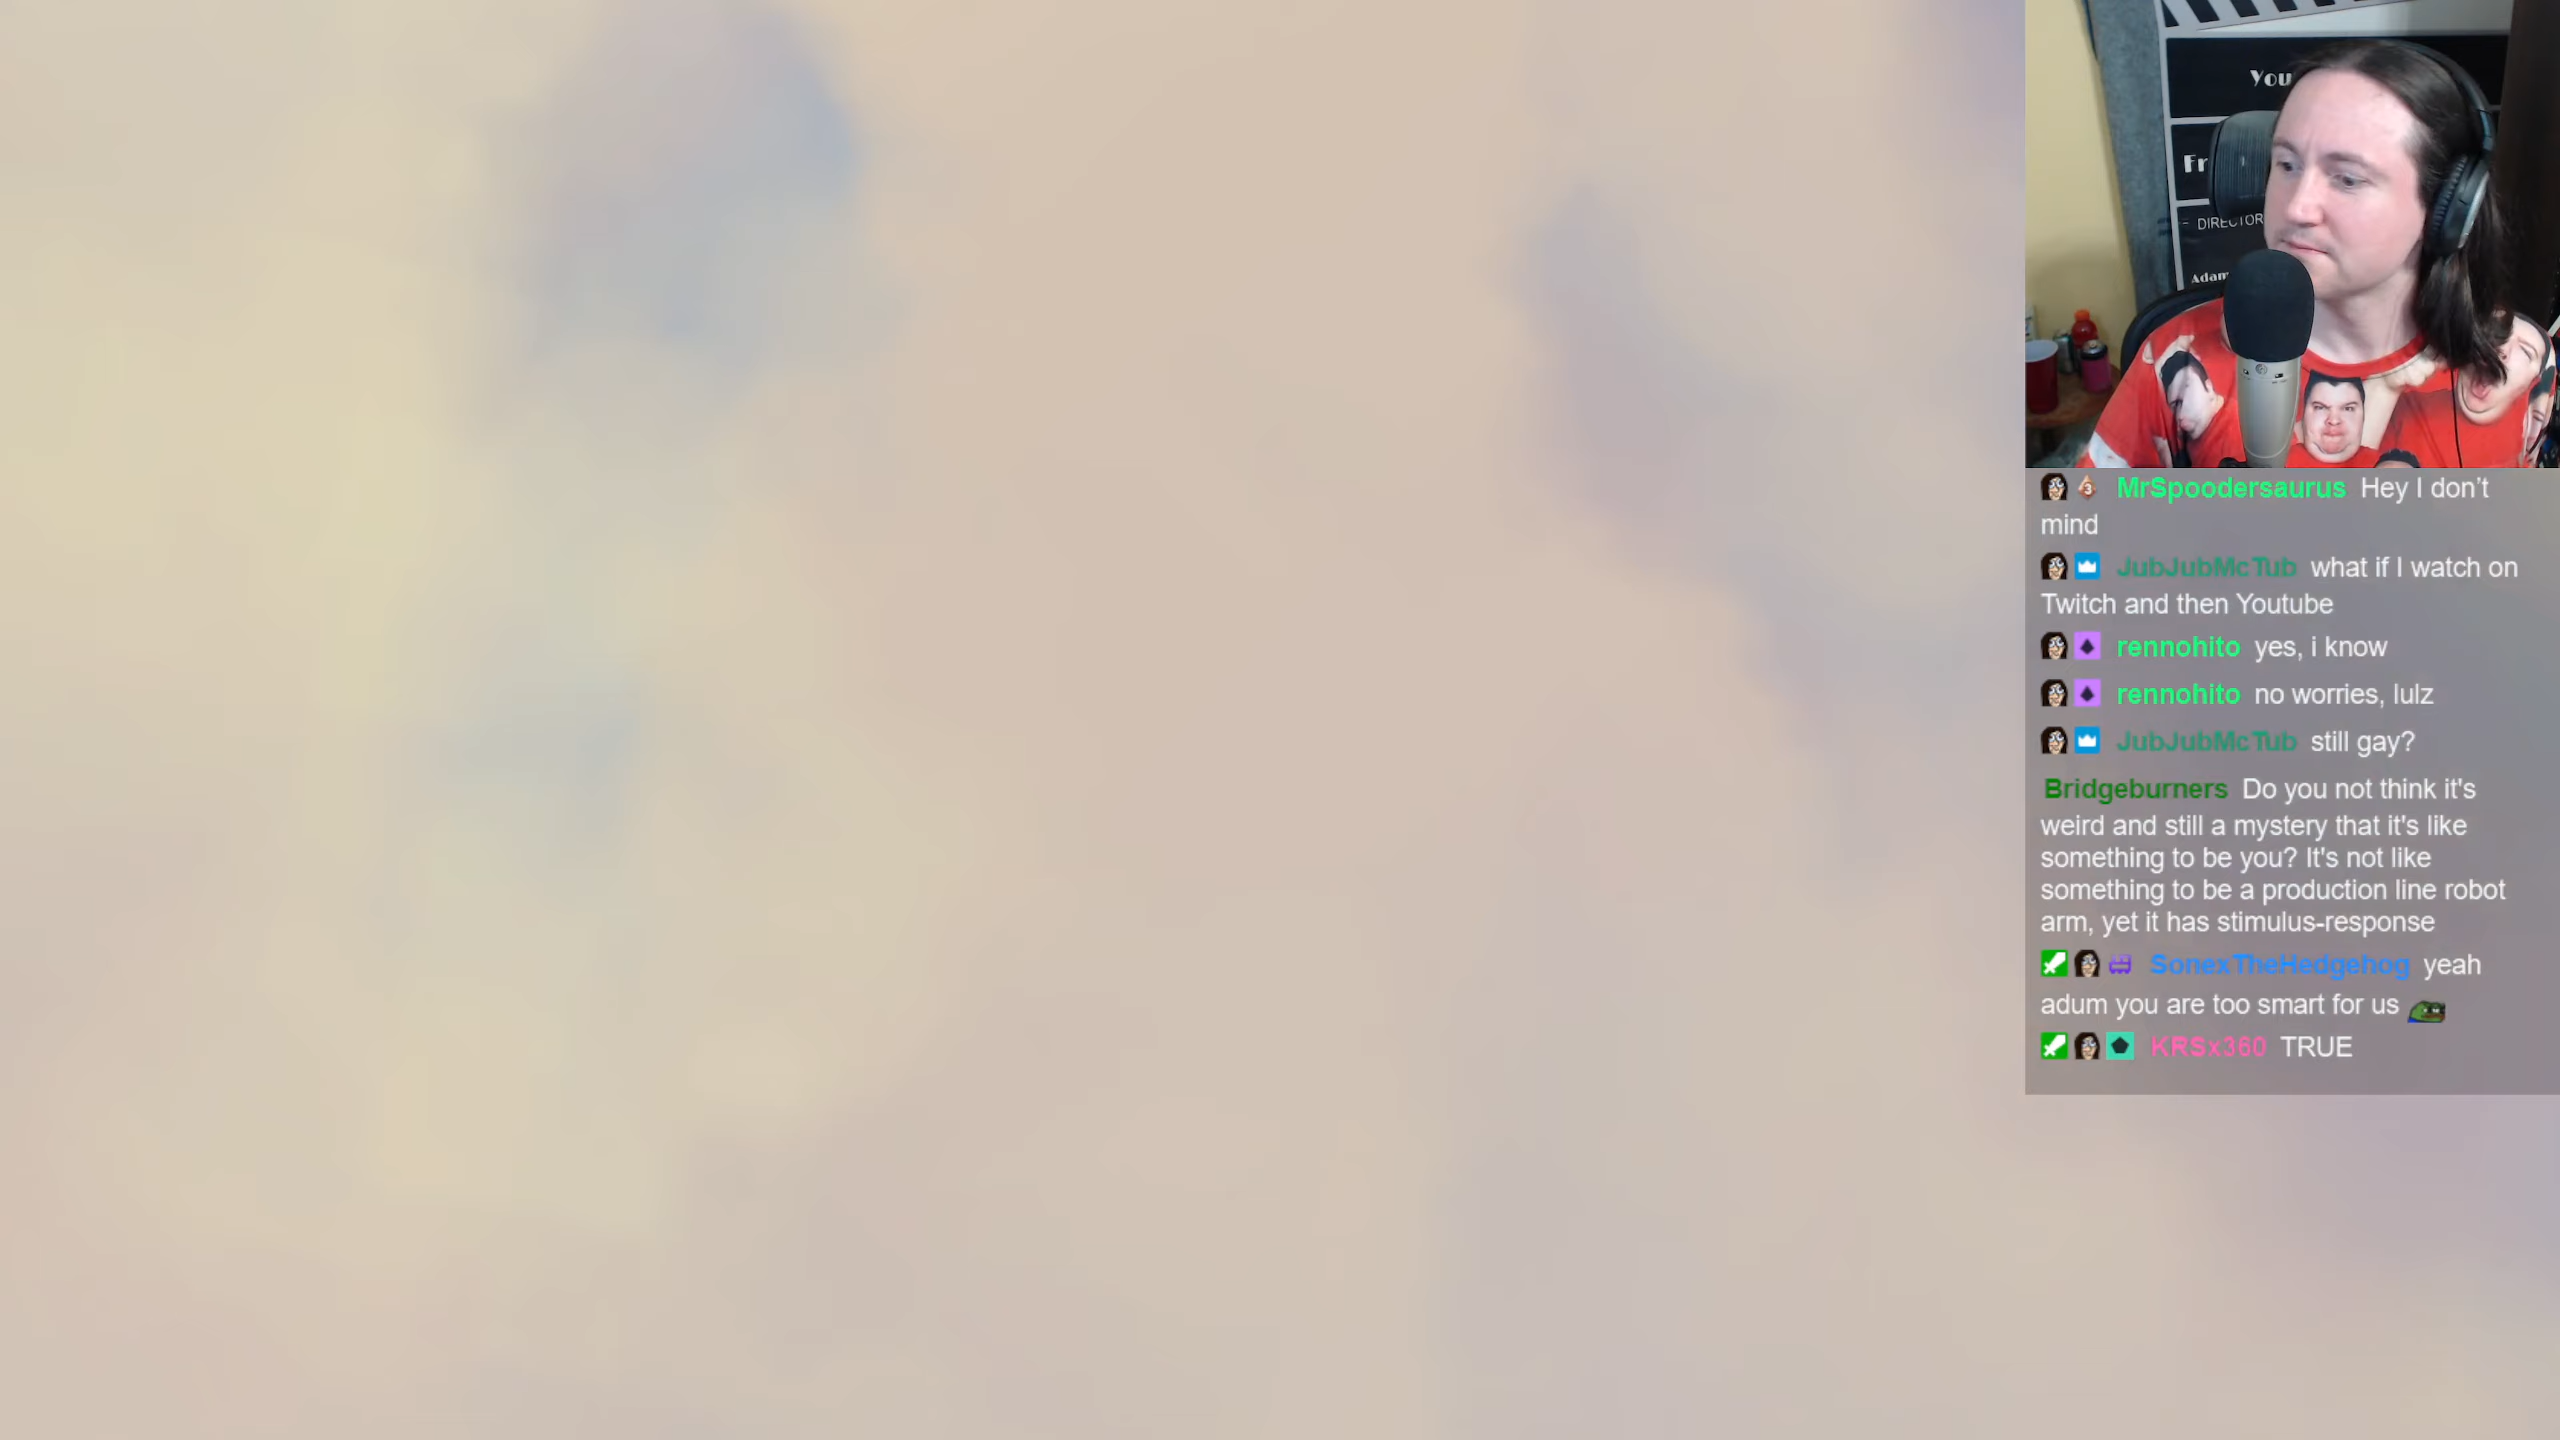 You
Fr
DIRECTOR
Adam
MrSpoodersaurus Hey I don't
mind
JubJubMcTub what if I watch on
Twitch and then Youtube
rennohito yes, i know
rennohito no worries, lulz
JubJubMcTub still gay?
Bridgeburners Do you not think it's
weird and still a mystery that it's like
something to be you? It's not like
something to be a production line robot
arm, yet it has stimulus-response
SonexTheHedgehog yeah
adum you are too smart for us
KRSx360 TRUE